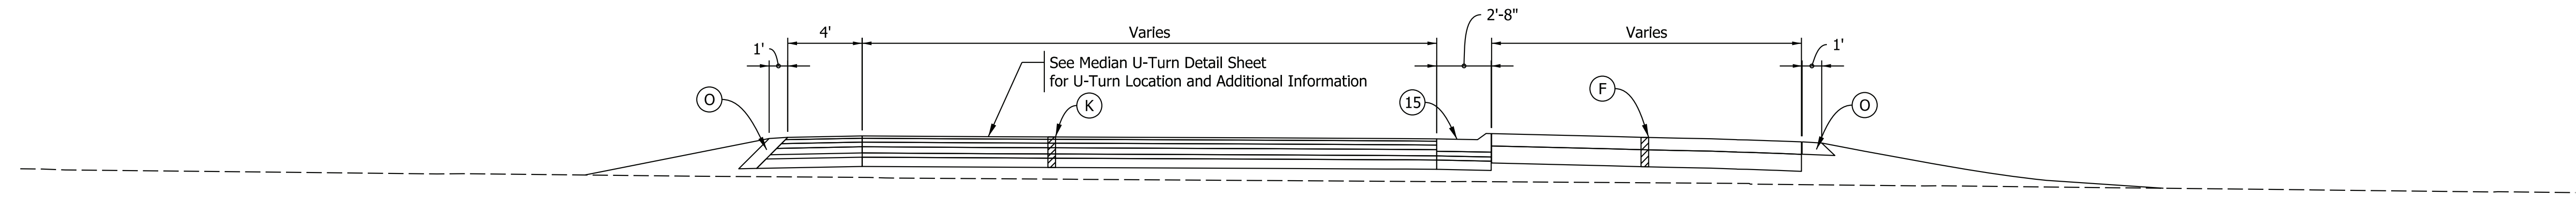 2'-8"
4'
Varies
Varies
1'
1'
See Median U-Turn Detail Sheet
for U-Turn Location and Additional Information
O
K
15
F
O